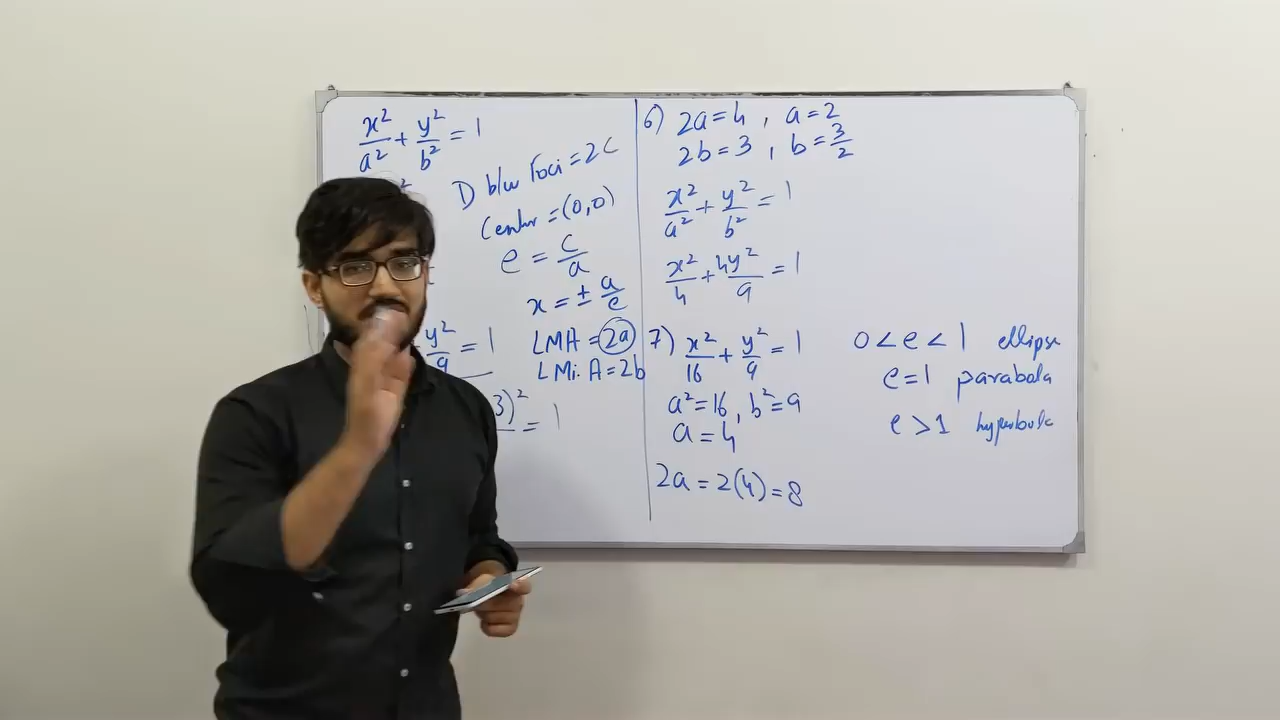 x²/a² + y²/b² = 1
D b/w Foci = 2C
Center = (0,0)
e = c/a
x = ± a/e
LMA = 2a
LMi.A = 2b
y²/9 = 1
3)² = 1
6) 2a = 4 , a = 2
2b = 3 , b = 3/2
x²/a² + y²/b² = 1
x²/4 + 4y²/9 = 1
7) x²/16 + y²/9 = 1
a² = 16 , b² = 9
a = 4
2a = 2(4) = 8
0 < e < 1 ellipse
e = 1 parabola
e > 1 hyperbola